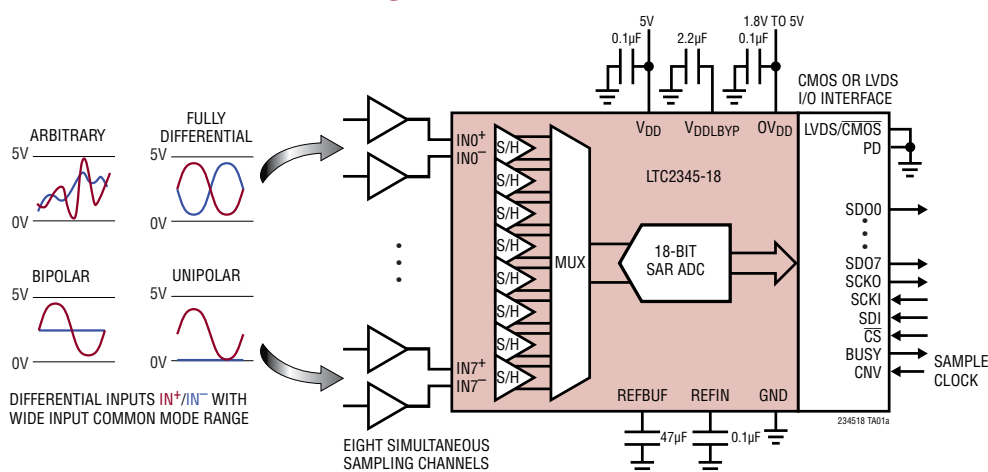 5V
1.8V TO 5V
0.1µF
2.2µF
0.1µF
CMOS OR LVDS
I/O INTERFACE
ARBITRARY
5V
0V
FULLY
DIFFERENTIAL
5V
0V
BIPOLAR
5V
0V
UNIPOLAR
5V
0V
DIFFERENTIAL INPUTS IN+/IN− WITH
WIDE INPUT COMMON MODE RANGE
IN0+
IN0−
IN7+
IN7−
EIGHT SIMULTANEOUS
SAMPLING CHANNELS
S/H
S/H
S/H
S/H
S/H
S/H
S/H
S/H
MUX
VDD
VDDLBYP
OVDD
LTC2345-18
18-BIT
SAR ADC
REFBUF
REFIN
GND
47µF
0.1µF
LVDS/CMOS
PD
SDO0
SDO7
SCKO
SCKI
SDI
CS
BUSY
CNV
SAMPLE
CLOCK
234518 TA01a